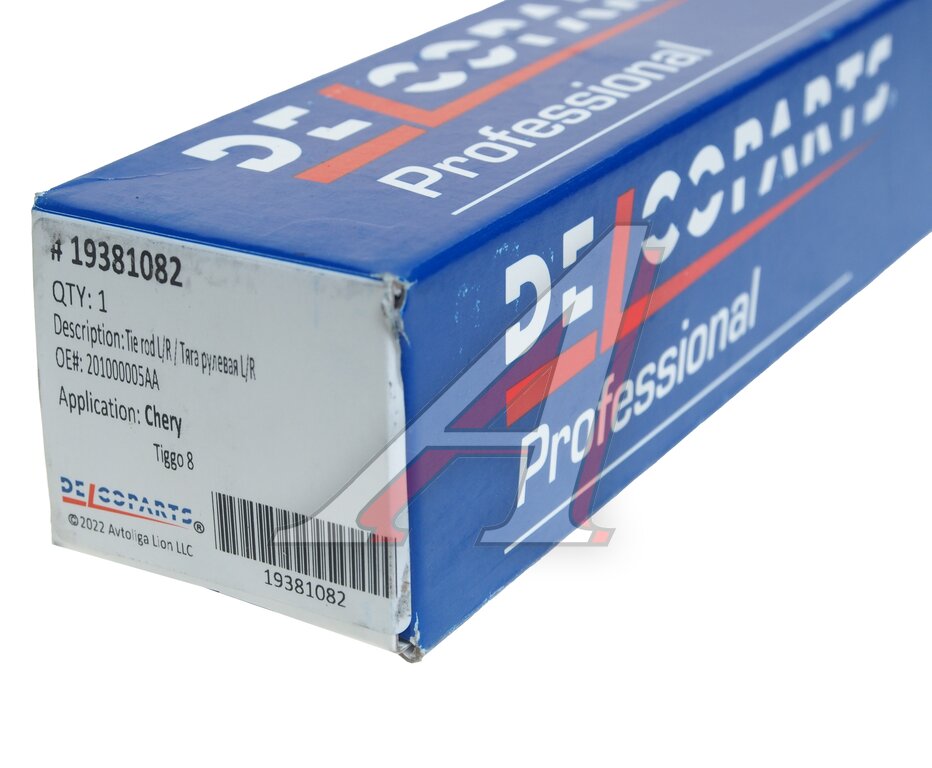 DELCOPARTS
Professional
DELCOPARTS
Professional
# 19381082
QTY: 1
Description: Tie rod L/R / Тяга рулевая L/R
OE#: 201000005AA
Application: Chery
Tiggo 8
DELCOPARTS®
©2022 Avtoliga Lion LLC
19381082